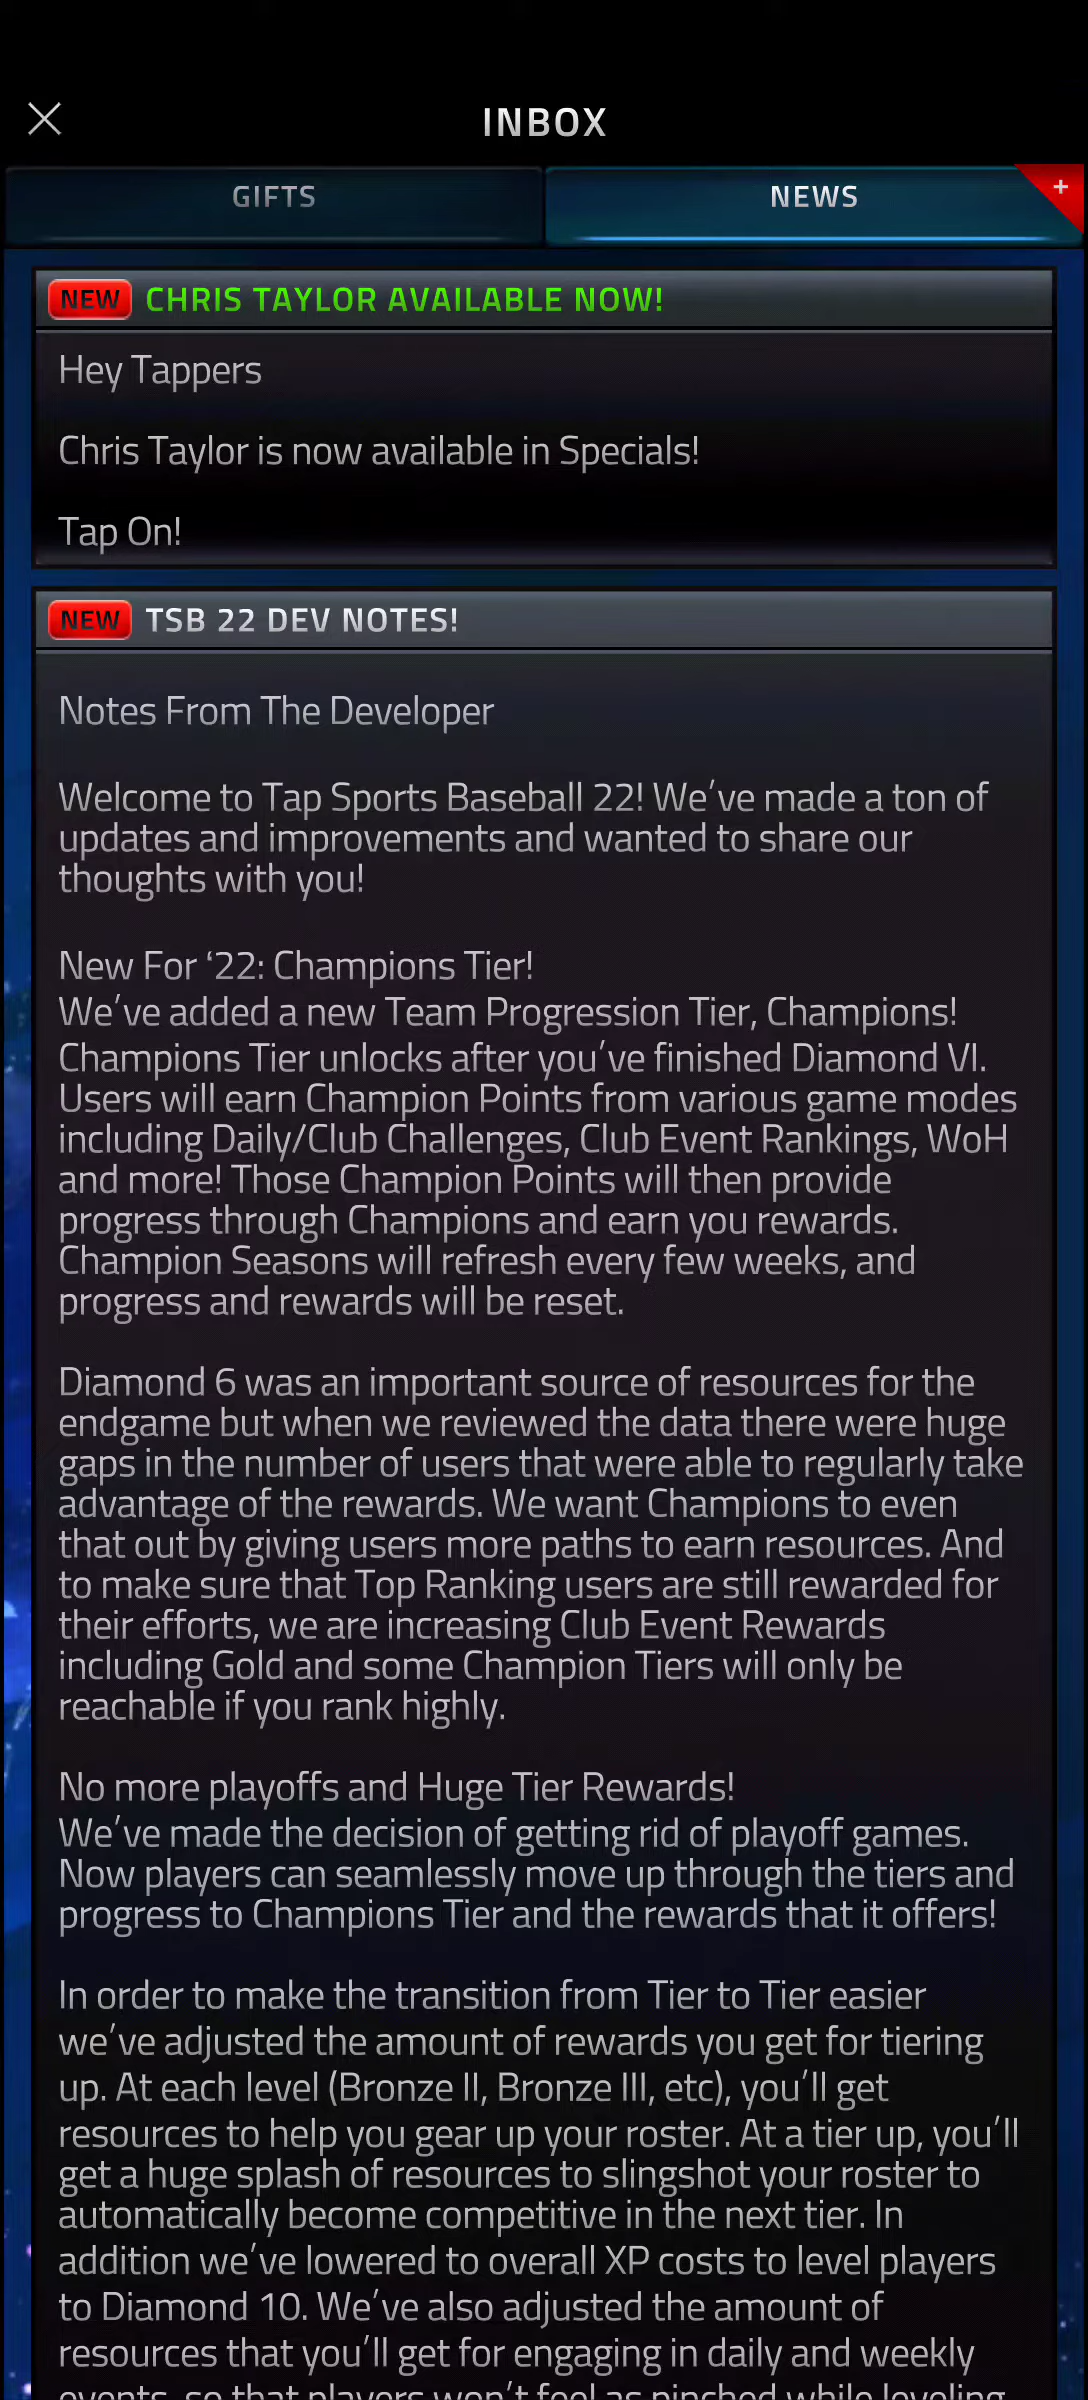 INBOX
GIFTS
NEWS
+
NEW CHRIS TAYLOR AVAILABLE NOW!
Hey Tappers
Chris Taylor is now available in Specials!
Tap On!
NEW TSB 22 DEV NOTES!
Notes From The Developer
Welcome to Tap Sports Baseball 22! We've made a ton of
updates and improvements and wanted to share our
thoughts with you!
New For ‘22: Champions Tier!
We've added a new Team Progression Tier, Champions!
Champions Tier unlocks after you've finished Diamond VI.
Users will earn Champion Points from various game modes
including Daily/Club Challenges, Club Event Rankings, WoH
and more! Those Champion Points will then provide
progress through Champions and earn you rewards.
Champion Seasons will refresh every few weeks, and
progress and rewards will be reset.
Diamond 6 was an important source of resources for the
endgame but when we reviewed the data there were huge
gaps in the number of users that were able to regularly take
advantage of the rewards. We want Champions to even
that out by giving users more paths to earn resources. And
to make sure that Top Ranking users are still rewarded for
their efforts, we are increasing Club Event Rewards
including Gold and some Champion Tiers will only be
reachable if you rank highly.
No more playoffs and Huge Tier Rewards!
We've made the decision of getting rid of playoff games.
Now players can seamlessly move up through the tiers and
progress to Champions Tier and the rewards that it offers!
In order to make the transition from Tier to Tier easier
we've adjusted the amount of rewards you get for tiering
up. At each level (Bronze II, Bronze III, etc), you'll get
resources to help you gear up your roster. At a tier up, you'll
get a huge splash of resources to slingshot your roster to
automatically become competitive in the next tier. In
addition we've lowered to overall XP costs to level players
to Diamond 10. We've also adjusted the amount of
resources that you'll get for engaging in daily and weekly
events, so that players won't feel as pinched while leveling